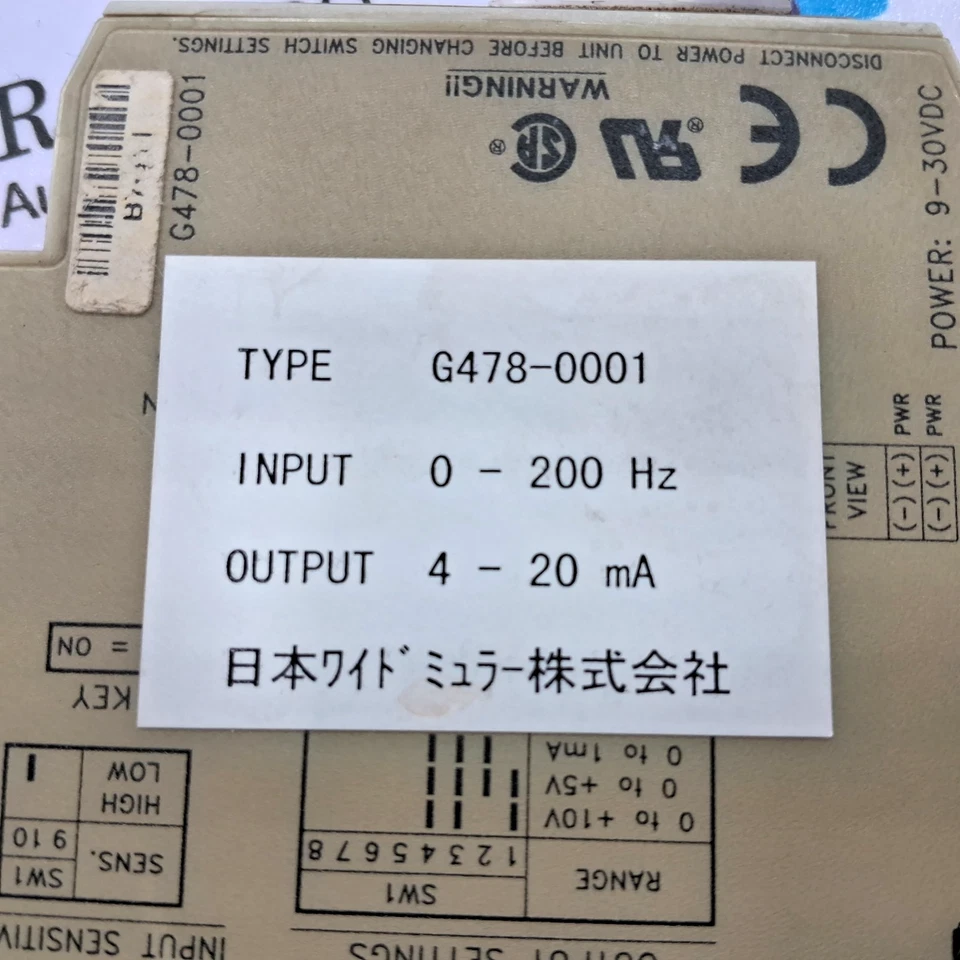 TYPE G478-0001
INPUT 0 - 200 Hz
OUTPUT 4 - 20 mA
日本ワイドミュラー株式会社
DISCONNECT POWER TO UNIT BEFORE CHANGING SWITCH SETTINGS.
WARNING!!
G478-0001
POWER: 9-30VDC
(-) (+) PWR
(-) (+) PWR
VIEW
= ON
KEY
INPUT
SENS. SW1
9 10
HIGH
LOW
RANGE SW1
1 2 3 4 5 6 7 8
0 to +10V
0 to +5V
0 to 1mA